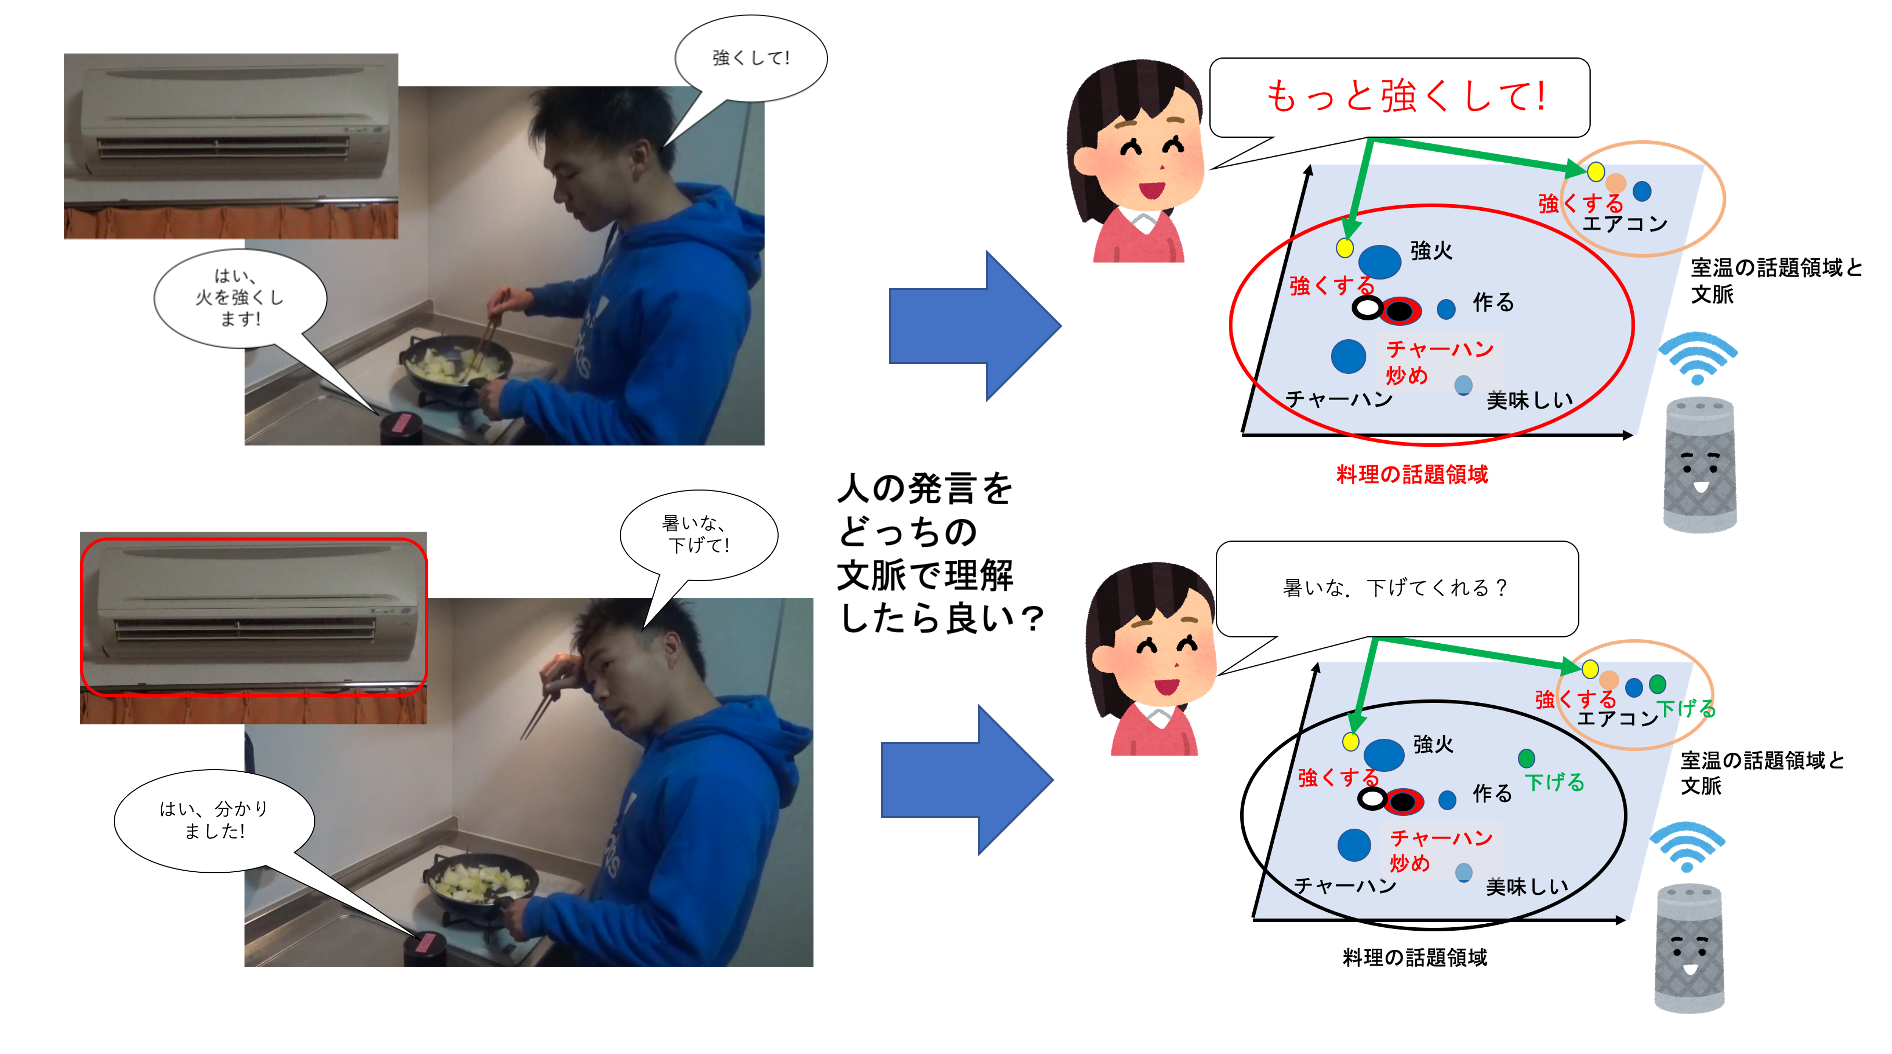 強くして!
はい、
火を強くし
ます!
もっと強くして!
強くする
エアコン
強火
強くする
作る
チャーハン
炒め
チャーハン
美味しい
室温の話題領域と
文脈
料理の話題領域
人の発言を
どっちの
文脈で理解
したら良い？
暑いな、
下げて!
はい、分かり
ました!
暑いな．下げてくれる？
強くする
エアコン
下げる
強火
強くする
下げる
作る
チャーハン
炒め
チャーハン
美味しい
室温の話題領域と
文脈
料理の話題領域